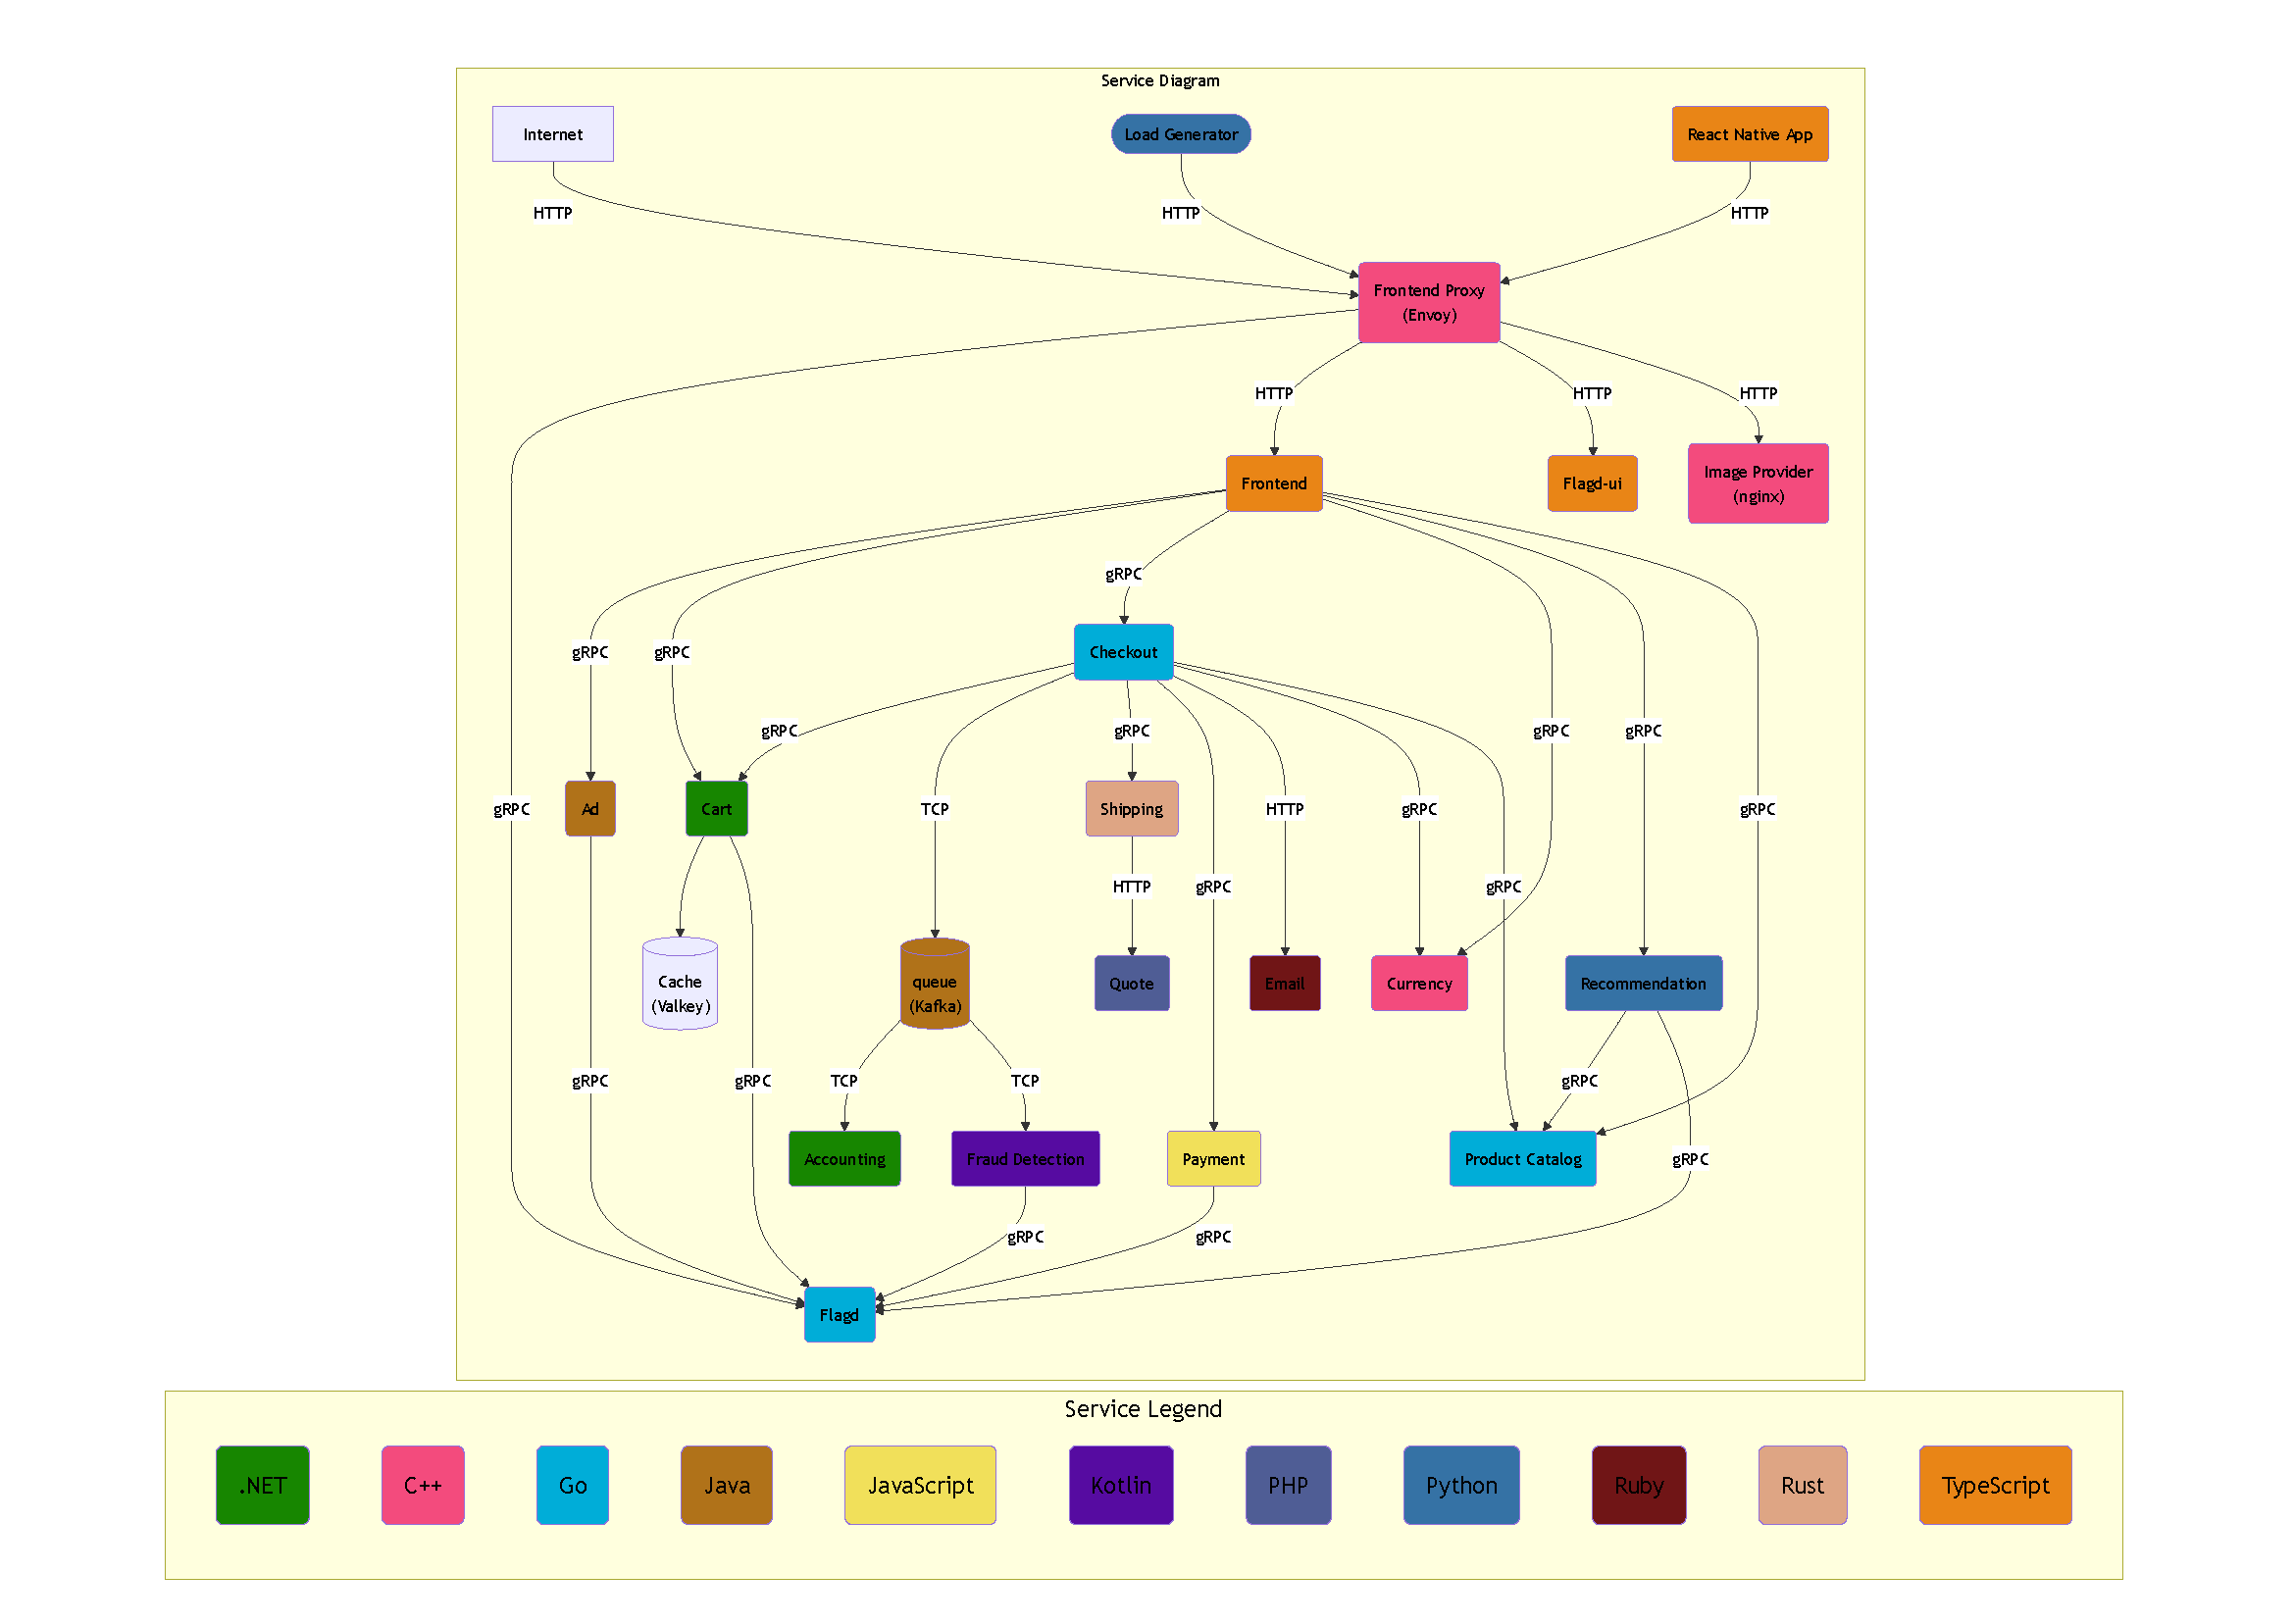 Service Diagram
Internet
Load Generator
React Native App
HTTP
HTTP
HTTP
Frontend Proxy
(Envoy)
HTTP
HTTP
HTTP
Frontend
Flagd-ui
Image Provider
(nginx)
gRPC
Checkout
gRPC
gRPC
gRPC
gRPC
gRPC
gRPC
gRPC
Ad
Cart
TCP
Shipping
HTTP
gRPC
gRPC
gRPC
HTTP
gRPC
gRPC
Cache
(Valkey)
queue
(Kafka)
Quote
Email
Currency
Recommendation
gRPC
gRPC
TCP
TCP
gRPC
Accounting
Fraud Detection
Payment
Product Catalog
gRPC
gRPC
gRPC
Flagd
Service Legend
.NET
C++
Go
Java
JavaScript
Kotlin
PHP
Python
Ruby
Rust
TypeScript